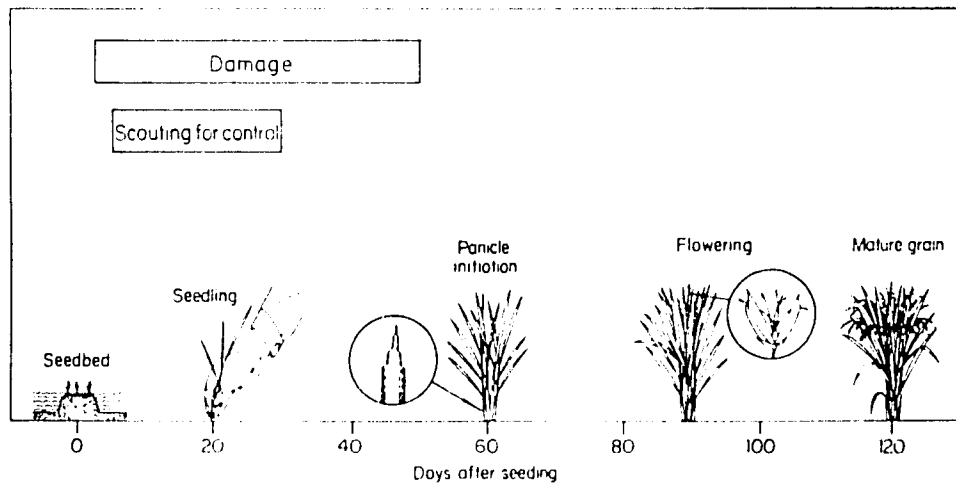 Damage
Scouting for control
Panicle
initiation
Flowering
Mature grain
Seedling
Seedbed
0 20 40 60 80 100 120
Days after seeding